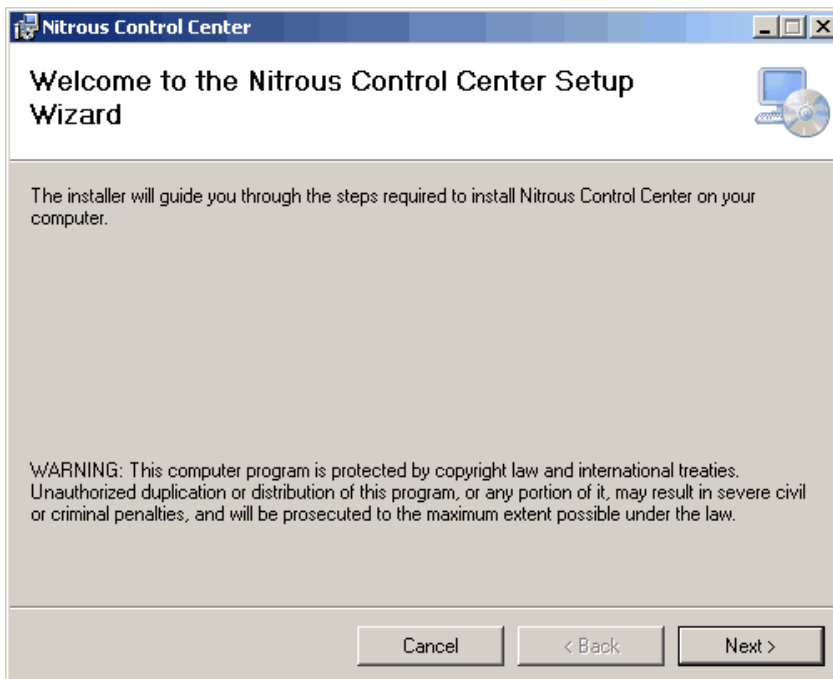 Nitrous Control Center
Welcome to the Nitrous Control Center Setup
Wizard
The installer will guide you through the steps required to install Nitrous Control Center on your
computer.
WARNING: This computer program is protected by copyright law and international treaties.
Unauthorized duplication or distribution of this program, or any portion of it, may result in severe civil
or criminal penalties, and will be prosecuted to the maximum extent possible under the law.
Cancel
< Back
Next >